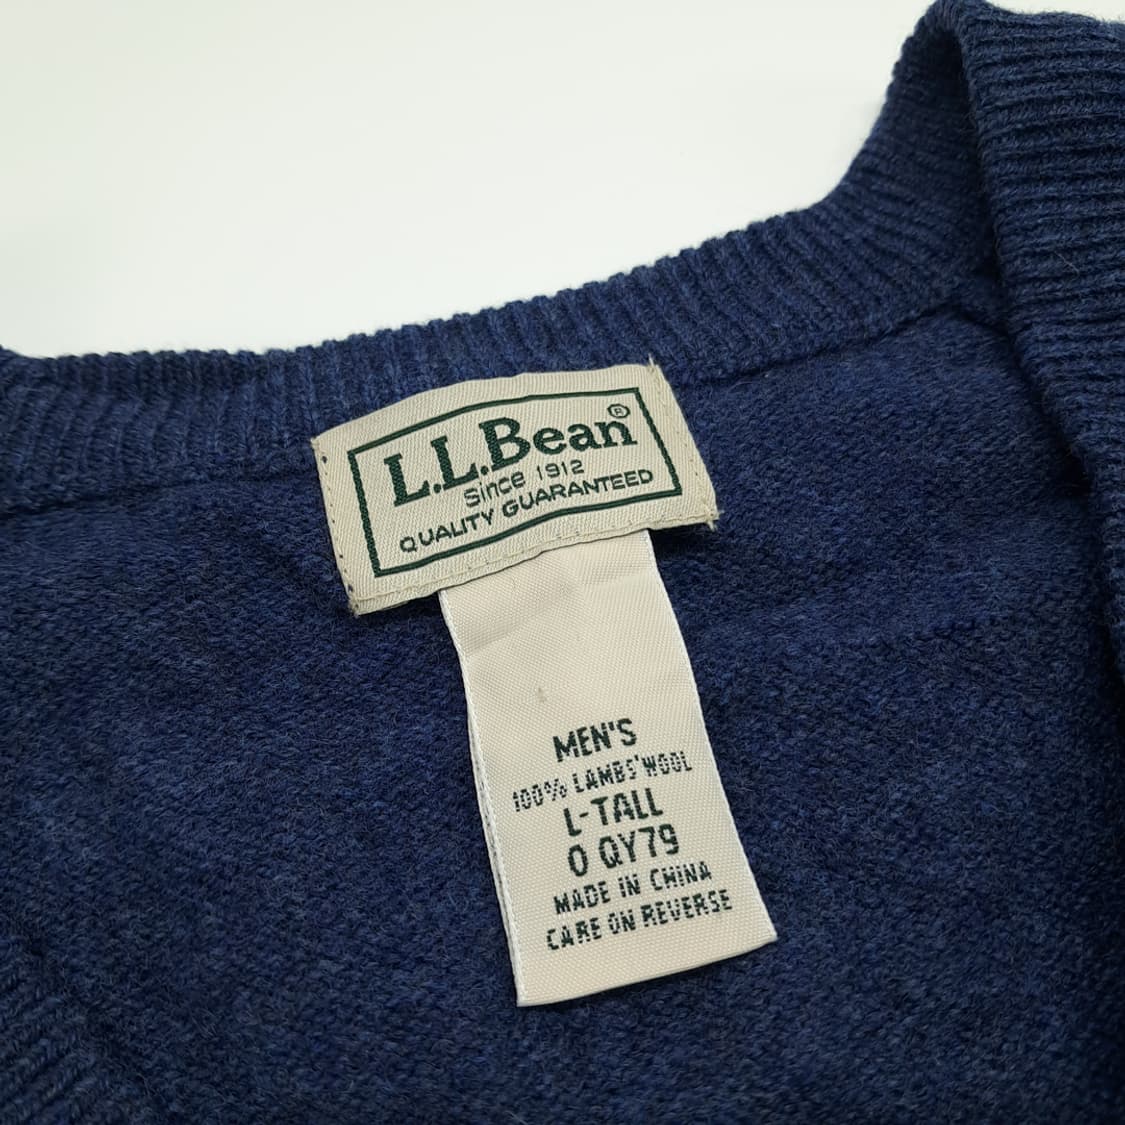 L.L.Bean®
Since 1912
QUALITY GUARANTEED
MEN'S
100% LAMBS'WOOL
L-TALL
0 QY79
MADE IN CHINA
CARE ON REVERSE